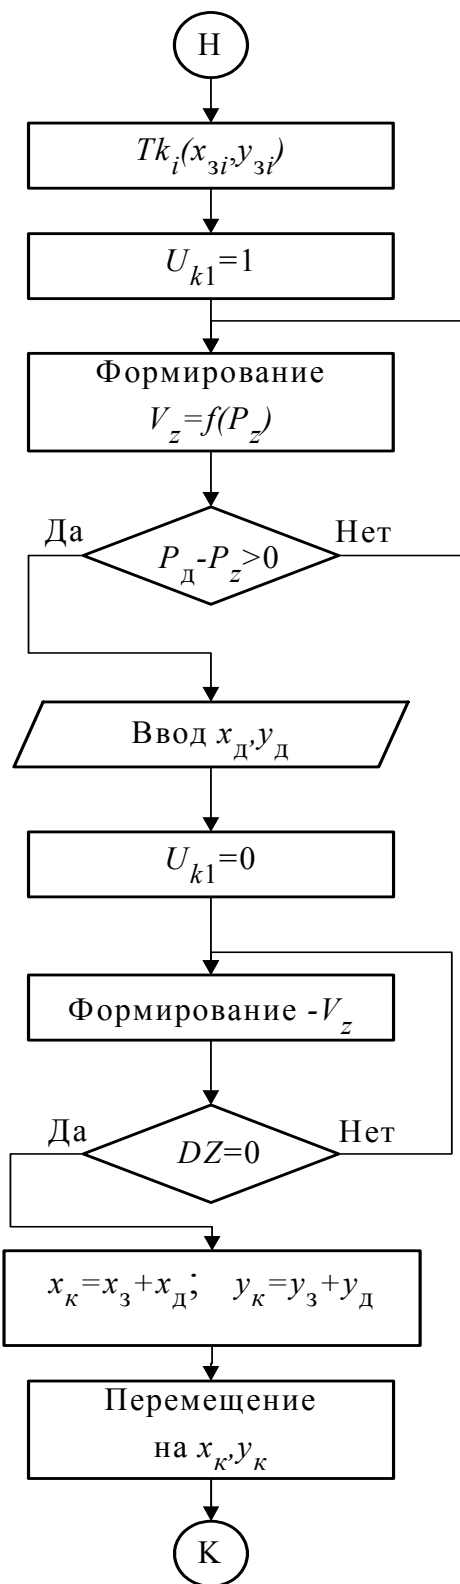 Н
Tk_i(x_зi,y_зi)
U_k1=1
Формирование
V_z=f(P_z)
Да
Нет
P_д-P_z>0
Ввод x_д,y_д
U_k1=0
Формирование -V_z
Да
Нет
DZ=0
x_к=x_з+x_д; y_к=y_з+y_д
Перемещение
на x_к,y_к
К